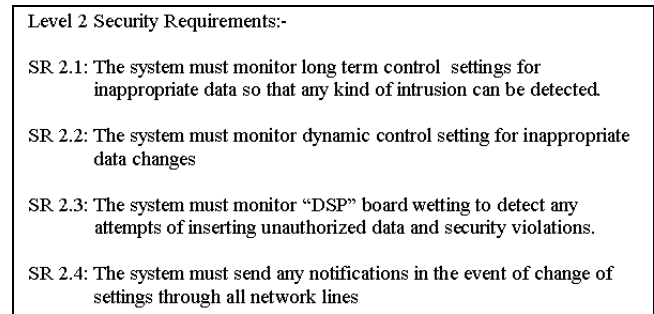 Level 2 Security Requirements:-
SR 2.1: The system must monitor long term control settings for
inappropriate data so that any kind of intrusion can be detected.
SR 2.2: The system must monitor dynamic control setting for inappropriate
data changes
SR 2.3: The system must monitor “DSP” board wetting to detect any
attempts of inserting unauthorized data and security violations.
SR 2.4: The system must send any notifications in the event of change of
settings through all network lines